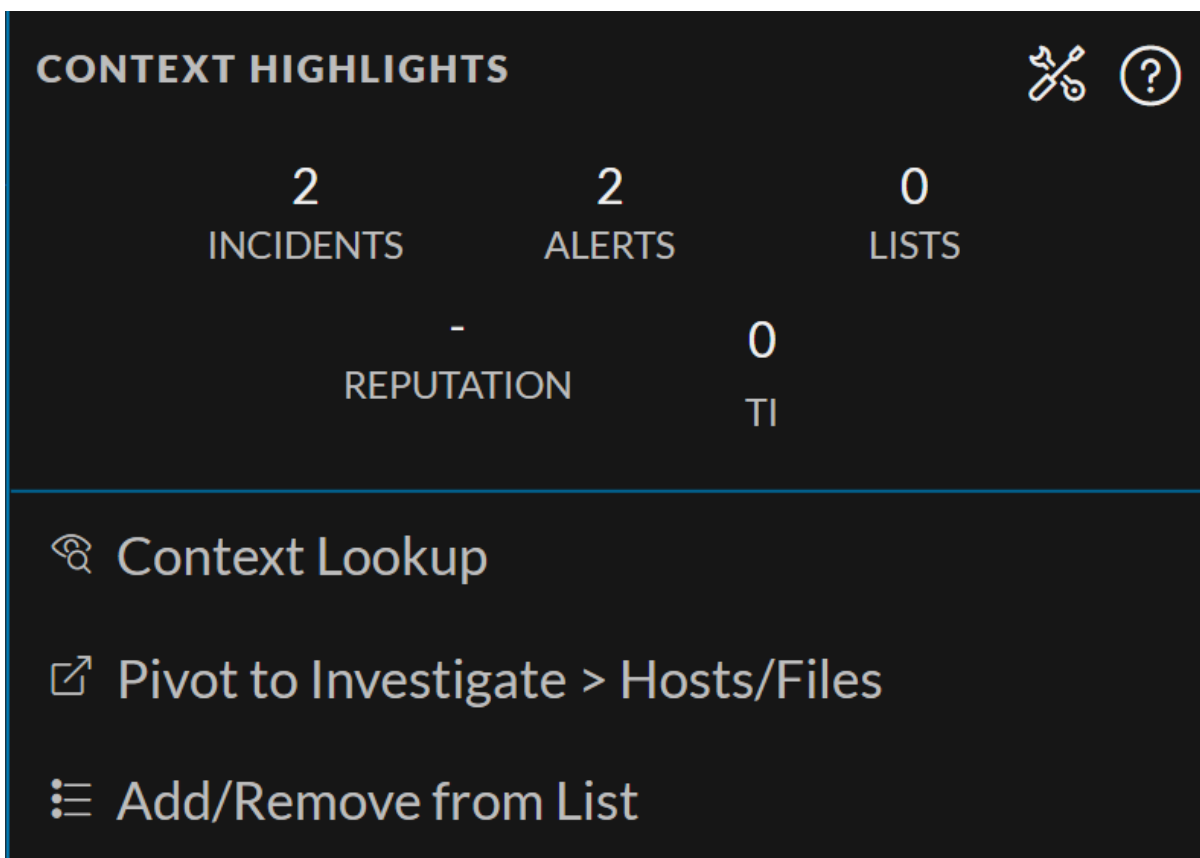 CONTEXT HIGHLIGHTS ?
2 2 0
INCIDENTS ALERTS LISTS
- 0
REPUTATION TI
Context Lookup
Pivot to Investigate > Hosts/Files
Add/Remove from List